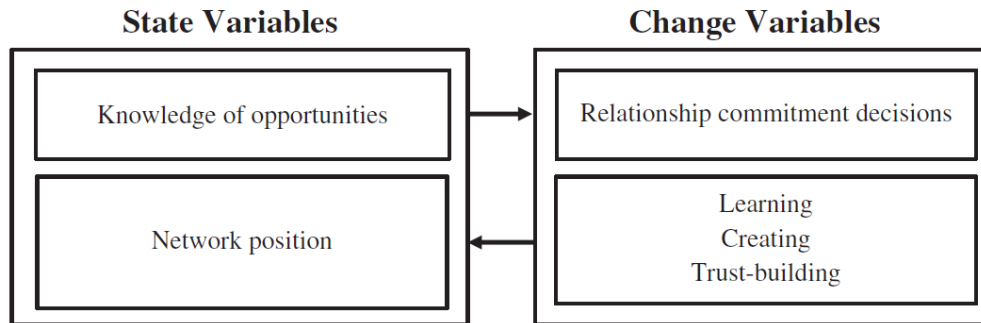 State Variables
Change Variables
Knowledge of opportunities
Relationship commitment decisions
Network position
Learning
Creating
Trust-building